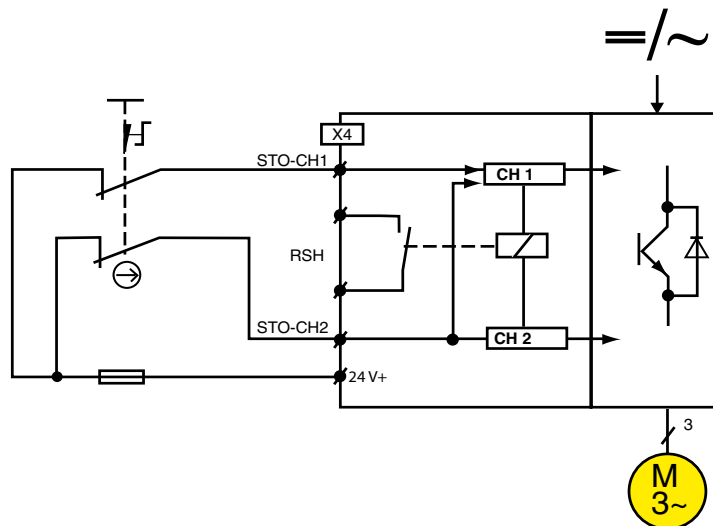 =/~
X4
STO-CH1
CH 1
RSH
STO-CH2
CH 2
24 V+
3
M
3~